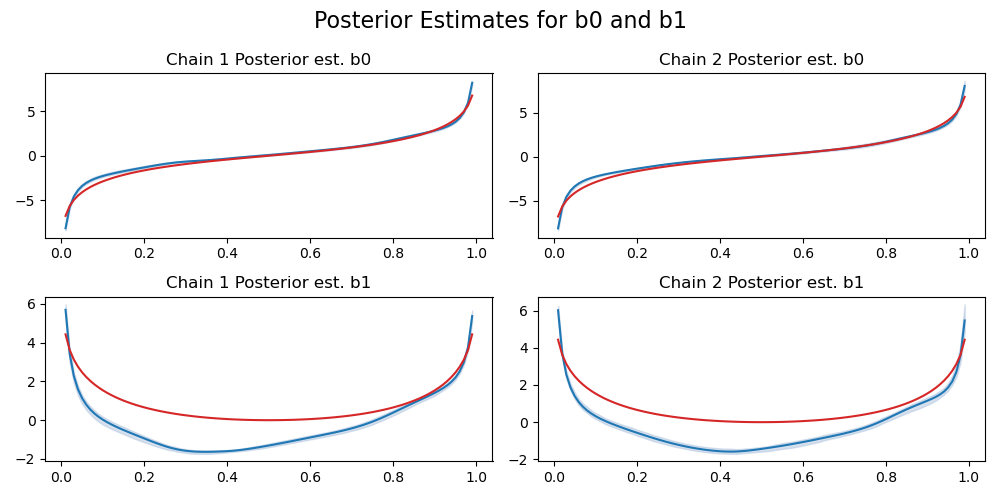 Posterior Estimates for b0 and b1
Chain 1 Posterior est. b0
5
0
−5
0.0 0.2 0.4 0.6 0.8 1.0
Chain 2 Posterior est. b0
5
0
−5
0.0 0.2 0.4 0.6 0.8 1.0
Chain 1 Posterior est. b1
6
4
2
0
−2
0.0 0.2 0.4 0.6 0.8 1.0
Chain 2 Posterior est. b1
6
4
2
0
−2
0.0 0.2 0.4 0.6 0.8 1.0